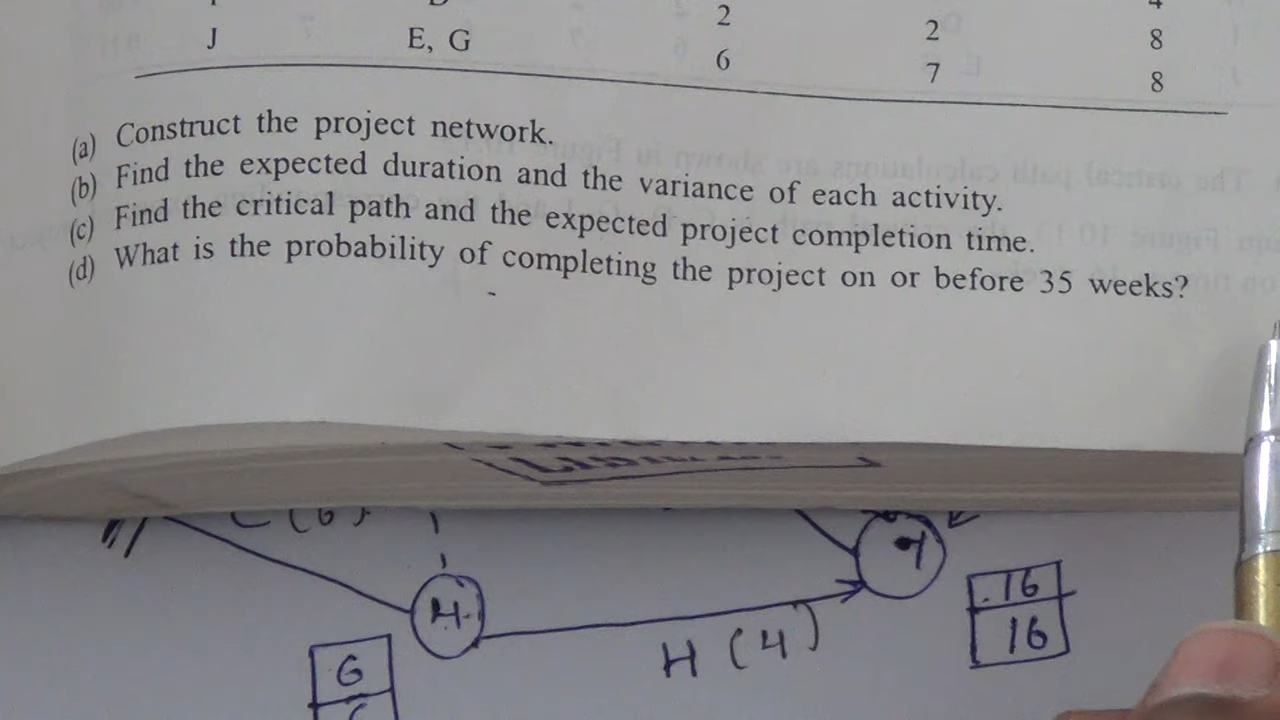 2 2 8
J E, G 6 7 8
(a) Construct the project network.
(b) Find the expected duration and the variance of each activity.
(c) Find the critical path and the expected project completion time.
(d) What is the probability of completing the project on or before 35 weeks?
4
H (4)
16
16
6